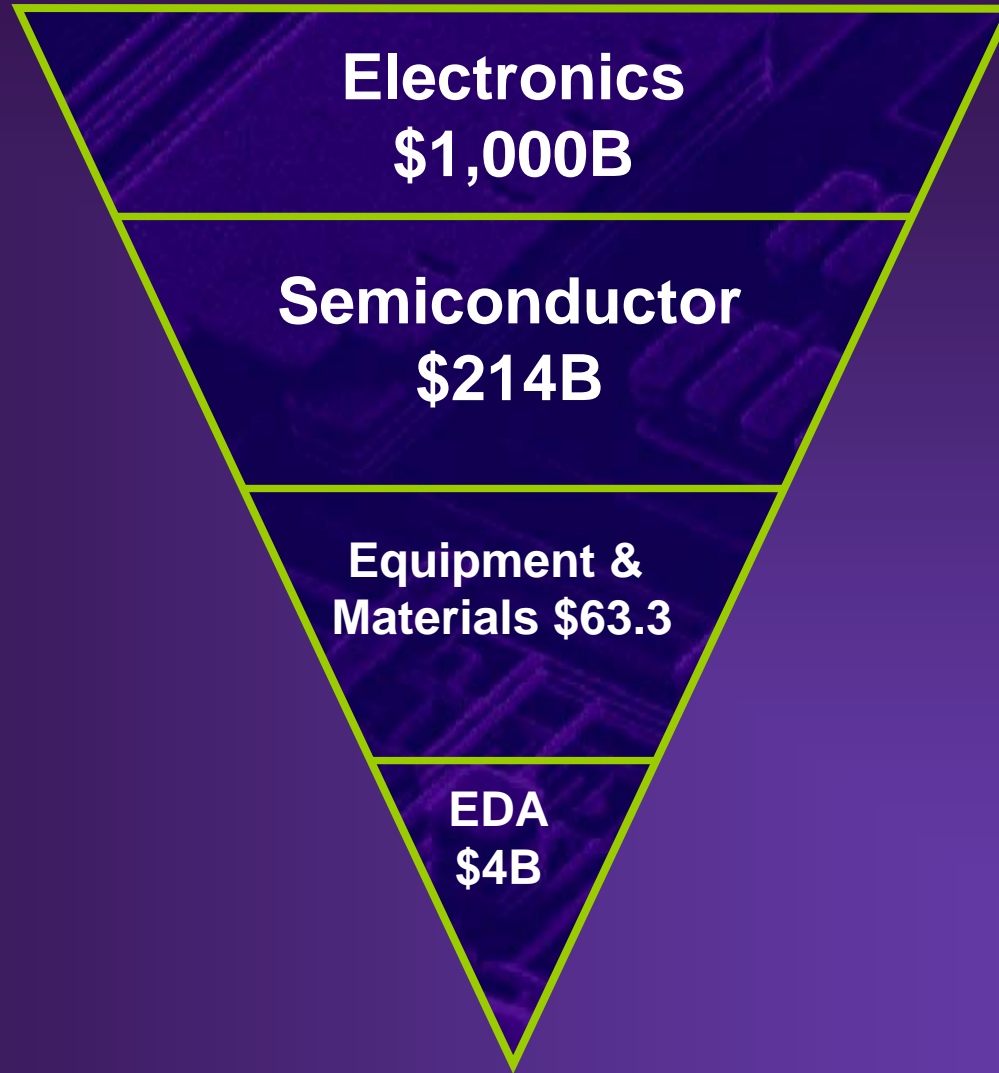 Electronics
$1,000B
Semiconductor
$214B
Equipment &
Materials $63.3
EDA
$4B